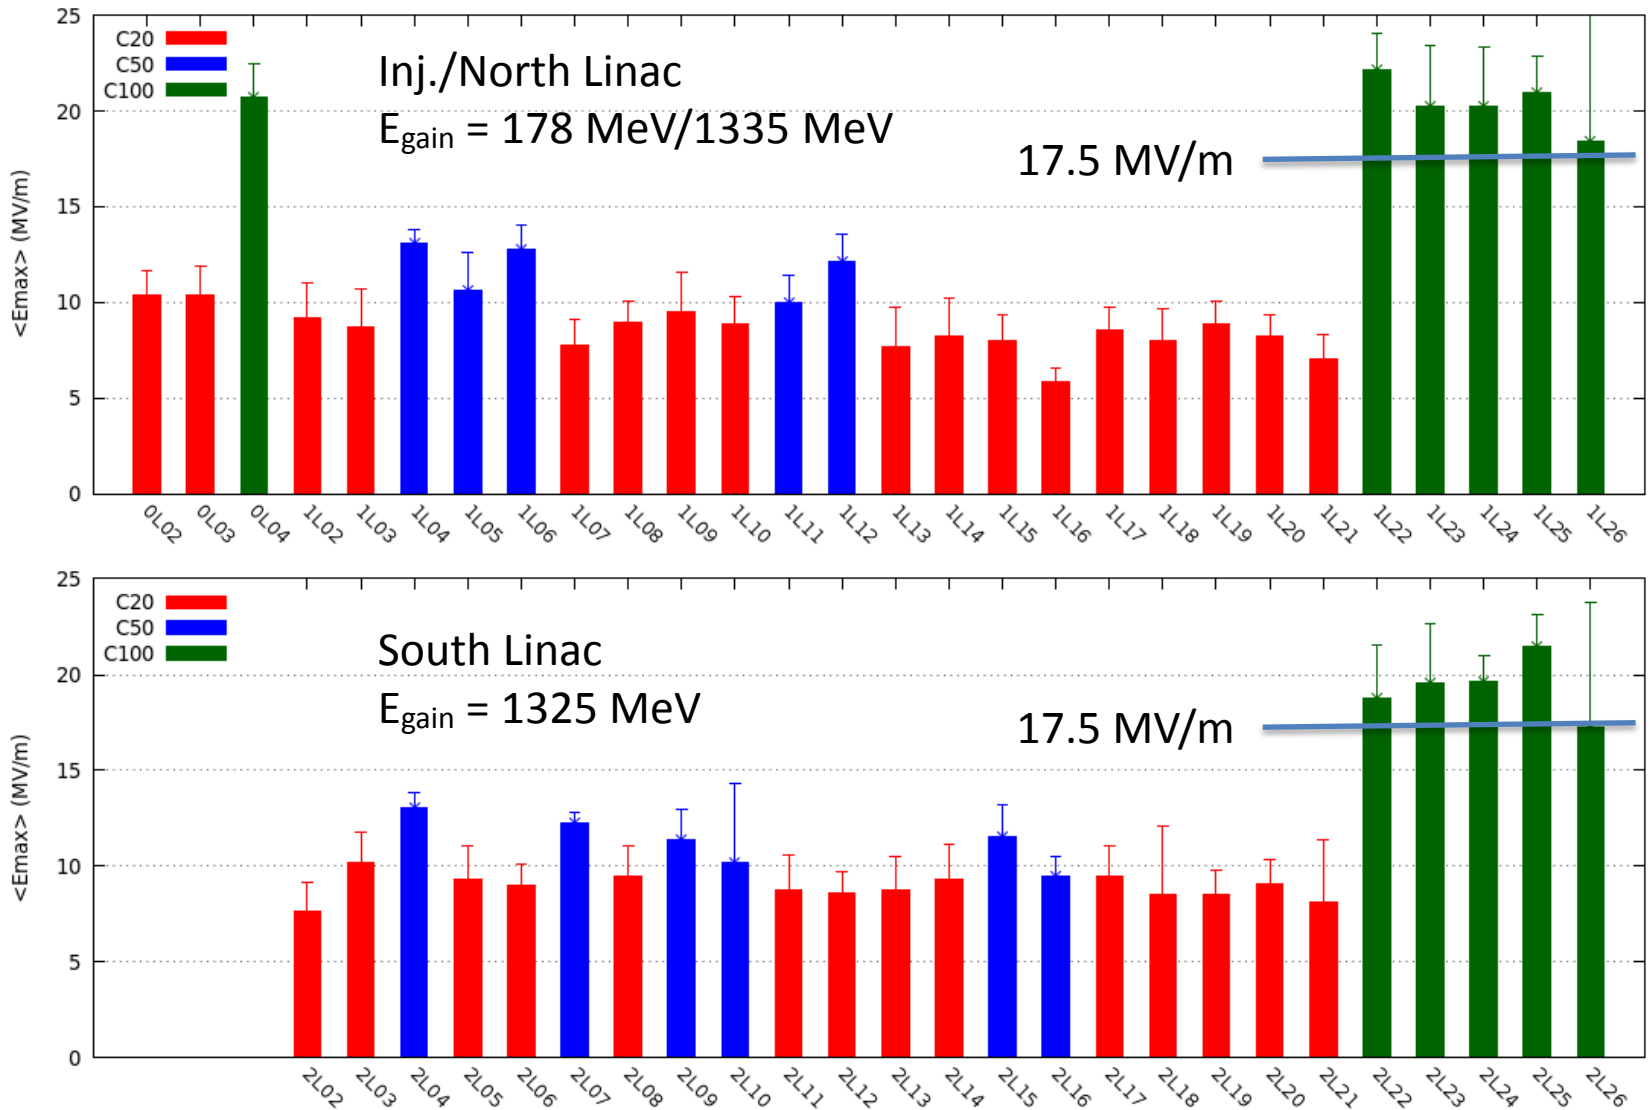 25
20
15
10
5
0
<Emax> (MV/m)
C20
C50
C100
Inj./North Linac
Egain = 178 MeV/1335 MeV
17.5 MV/m
0L02 0L03 0L04 1L02 1L03 1L04 1L05 1L06 1L07 1L08 1L09 1L10 1L11 1L12 1L13 1L14 1L15 1L16 1L17 1L18 1L19 1L20 1L21 1L22 1L23 1L24 1L25 1L26
25
20
15
10
5
0
<Emax> (MV/m)
C20
C50
C100
South Linac
Egain = 1325 MeV
17.5 MV/m
2L02 2L03 2L04 2L05 2L06 2L07 2L08 2L09 2L10 2L11 2L12 2L13 2L14 2L15 2L16 2L17 2L18 2L19 2L20 2L21 2L22 2L23 2L24 2L25 2L26